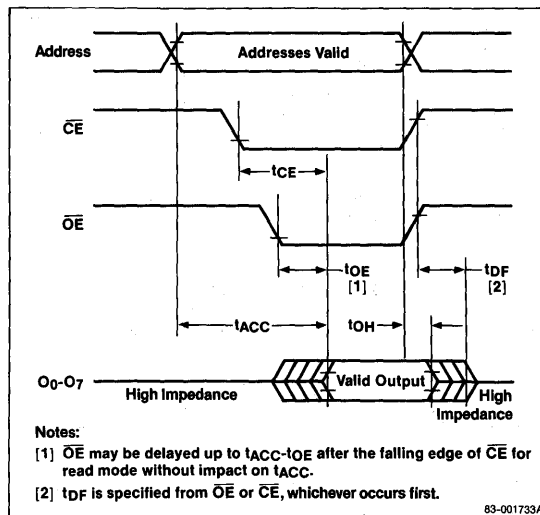 Address
Addresses Valid
CE
tCE
OE
tOE
[1]
tDF
[2]
tACC
tOH
O0-O7
High Impedance
Valid Output
High
Impedance
Notes:
[1] OE may be delayed up to tACC-tOE after the falling edge of CE for
read mode without impact on tACC.
[2] tDF is specified from OE or CE, whichever occurs first.
83-001733A